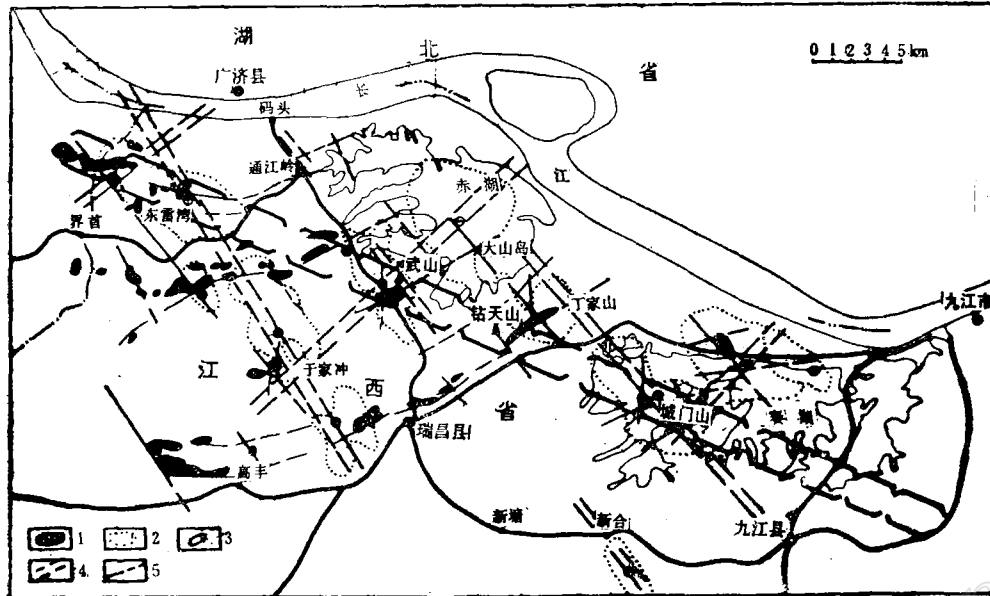 湖
北
省
0 1 2 3 4 5 km
广济县
长
码头
通江岭
赤湖
江
界首
东雷湾
武山
大山岛
九江市
钻天山
丁家山
江
于家冲
西
省
城门山
赛湖
瑞昌县
高丰
新塘
新合
九江县
1
2
3
4
5